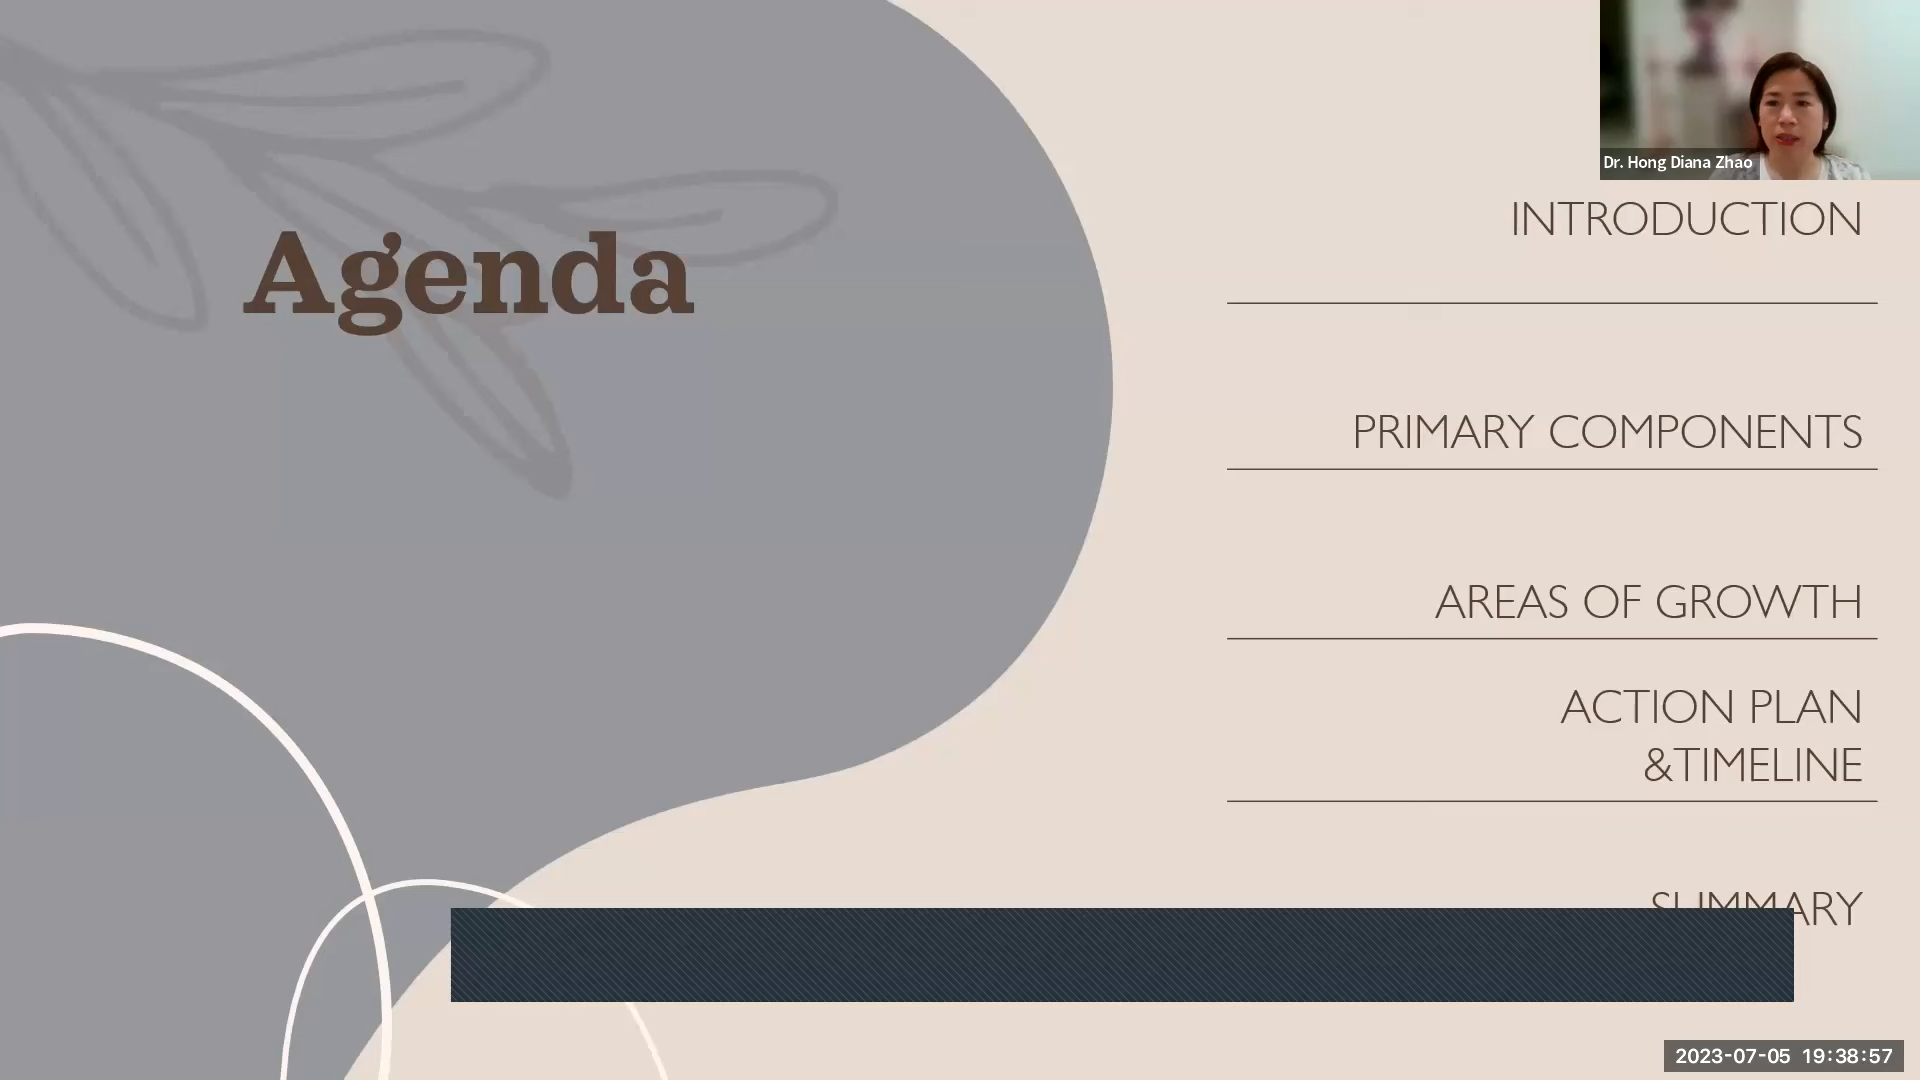 Agenda
Dr. Hong Diana Zhao
INTRODUCTION
PRIMARY COMPONENTS
AREAS OF GROWTH
ACTION PLAN
&TIMELINE
SUMMARY
2023-07-05 19:38:57